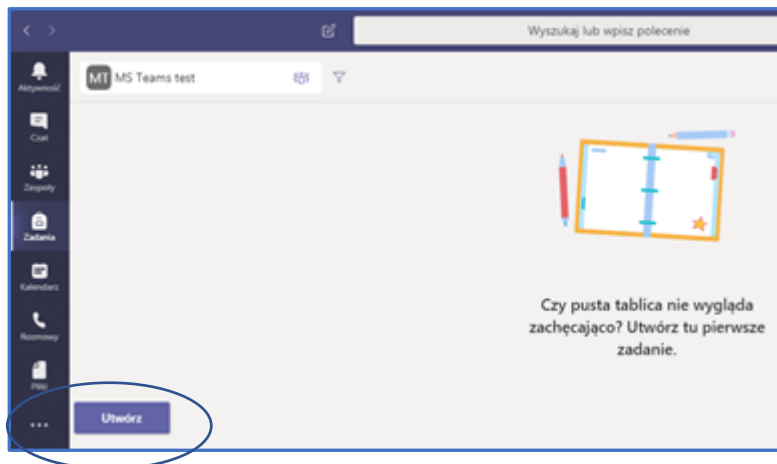 Wyszukaj lub wpisz polecenie
Aktywność
MT MS Teams test
Czat
Zespoły
Zadania
Kalendarz
Rozmowy
Pliki
Czy pusta tablica nie wygląda
zachęcająco? Utwórz tu pierwsze
zadanie.
...
Utwórz